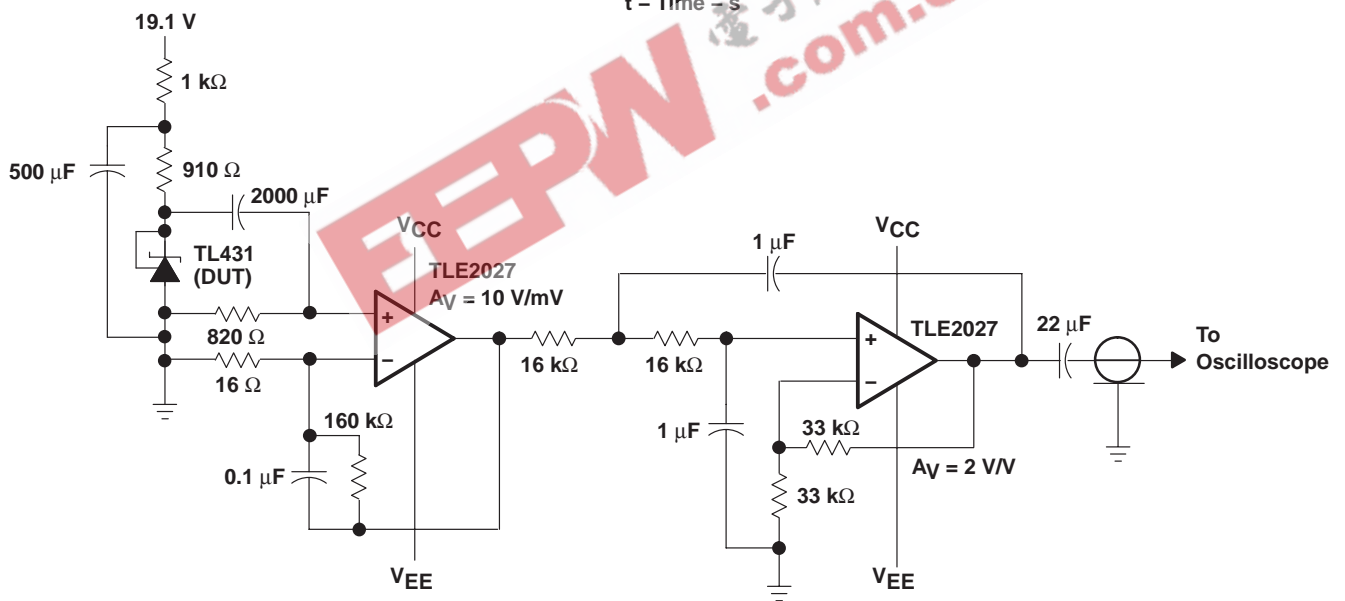 t – Time – s
EEPW
.com.c
19.1 V
1 kΩ
500 μF
910 Ω
2000 μF
TL431
(DUT)
820 Ω
16 Ω
160 kΩ
0.1 μF
VCC
TLE2027
AV = 10 V/mV
VEE
16 kΩ
16 kΩ
1 μF
1 μF
VCC
TLE2027
33 kΩ
AV = 2 V/V
33 kΩ
VEE
22 μF
To
Oscilloscope